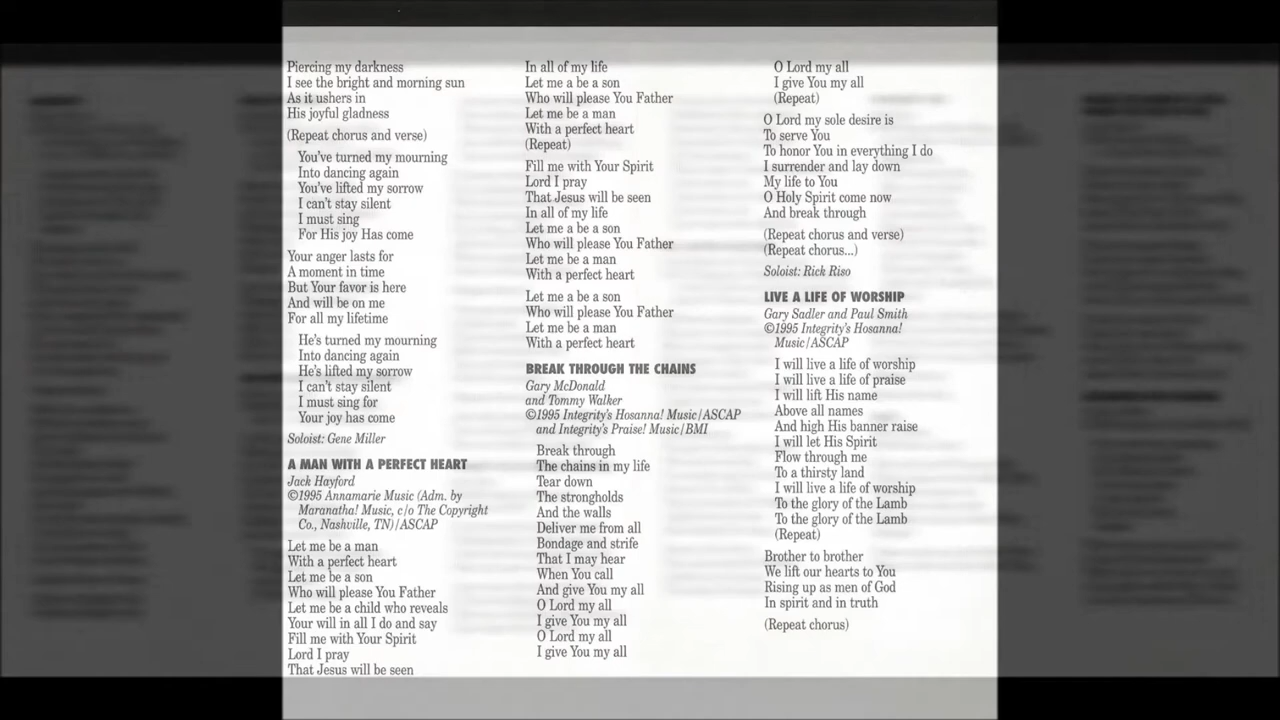 Piercing my darkness
I see the bright and morning sun
As it ushers in
His joyful gladness
(Repeat chorus and verse)
You've turned my mourning
Into dancing again
You've lifted my sorrow
I can't stay silent
I must sing
For His joy Has come
Your anger lasts for
A moment in time
But Your favor is here
And will be on me
For all my lifetime
He's turned my mourning
Into dancing again
He's lifted my sorrow
I can't stay silent
I must sing for
Your joy has come
Soloist: Gene Miller
A MAN WITH A PERFECT HEART
Jack Hayford
©1995 Annamarie Music (Adm. by
Maranatha! Music, c/o The Copyright
Co., Nashville, TN)/ASCAP
Let me be a man
With a perfect heart
Let me be a son
Who will please You Father
Let me be a child who reveals
Your will in all I do and say
Fill me with Your Spirit
Lord I pray
That Jesus will be seen
In all of my life
Let me a be a son
Who will please You Father
Let me be a man
With a perfect heart
(Repeat)
Fill me with Your Spirit
Lord I pray
That Jesus will be seen
In all of my life
Let me a be a son
Who will please You Father
Let me be a man
With a perfect heart
Let me a be a son
Who will please You Father
Let me be a man
With a perfect heart
BREAK THROUGH THE CHAINS
Gary McDonald
and Tommy Walker
©1995 Integrity's Hosanna! Music/ASCAP
and Integrity's Praise! Music/BMI
Break through
The chains in my life
Tear down
The strongholds
And the walls
Deliver me from all
Bondage and strife
That I may hear
When You call
And give You my all
O Lord my all
I give You my all
O Lord my all
I give You my all
O Lord my all
I give You my all
(Repeat)
O Lord my sole desire is
To serve You
To honor You in everything I do
I surrender and lay down
My life to You
O Holy Spirit come now
And break through
(Repeat chorus and verse)
(Repeat chorus...)
Soloist: Rick Riso
LIVE A LIFE OF WORSHIP
Gary Sadler and Paul Smith
©1995 Integrity's Hosanna!
Music/ASCAP
I will live a life of worship
I will live a life of praise
I will lift His name
Above all names
And high His banner raise
I will let His Spirit
Flow through me
To a thirsty land
I will live a life of worship
To the glory of the Lamb
To the glory of the Lamb
(Repeat)
Brother to brother
We lift our hearts to You
Rising up as men of God
In spirit and in truth
(Repeat chorus)